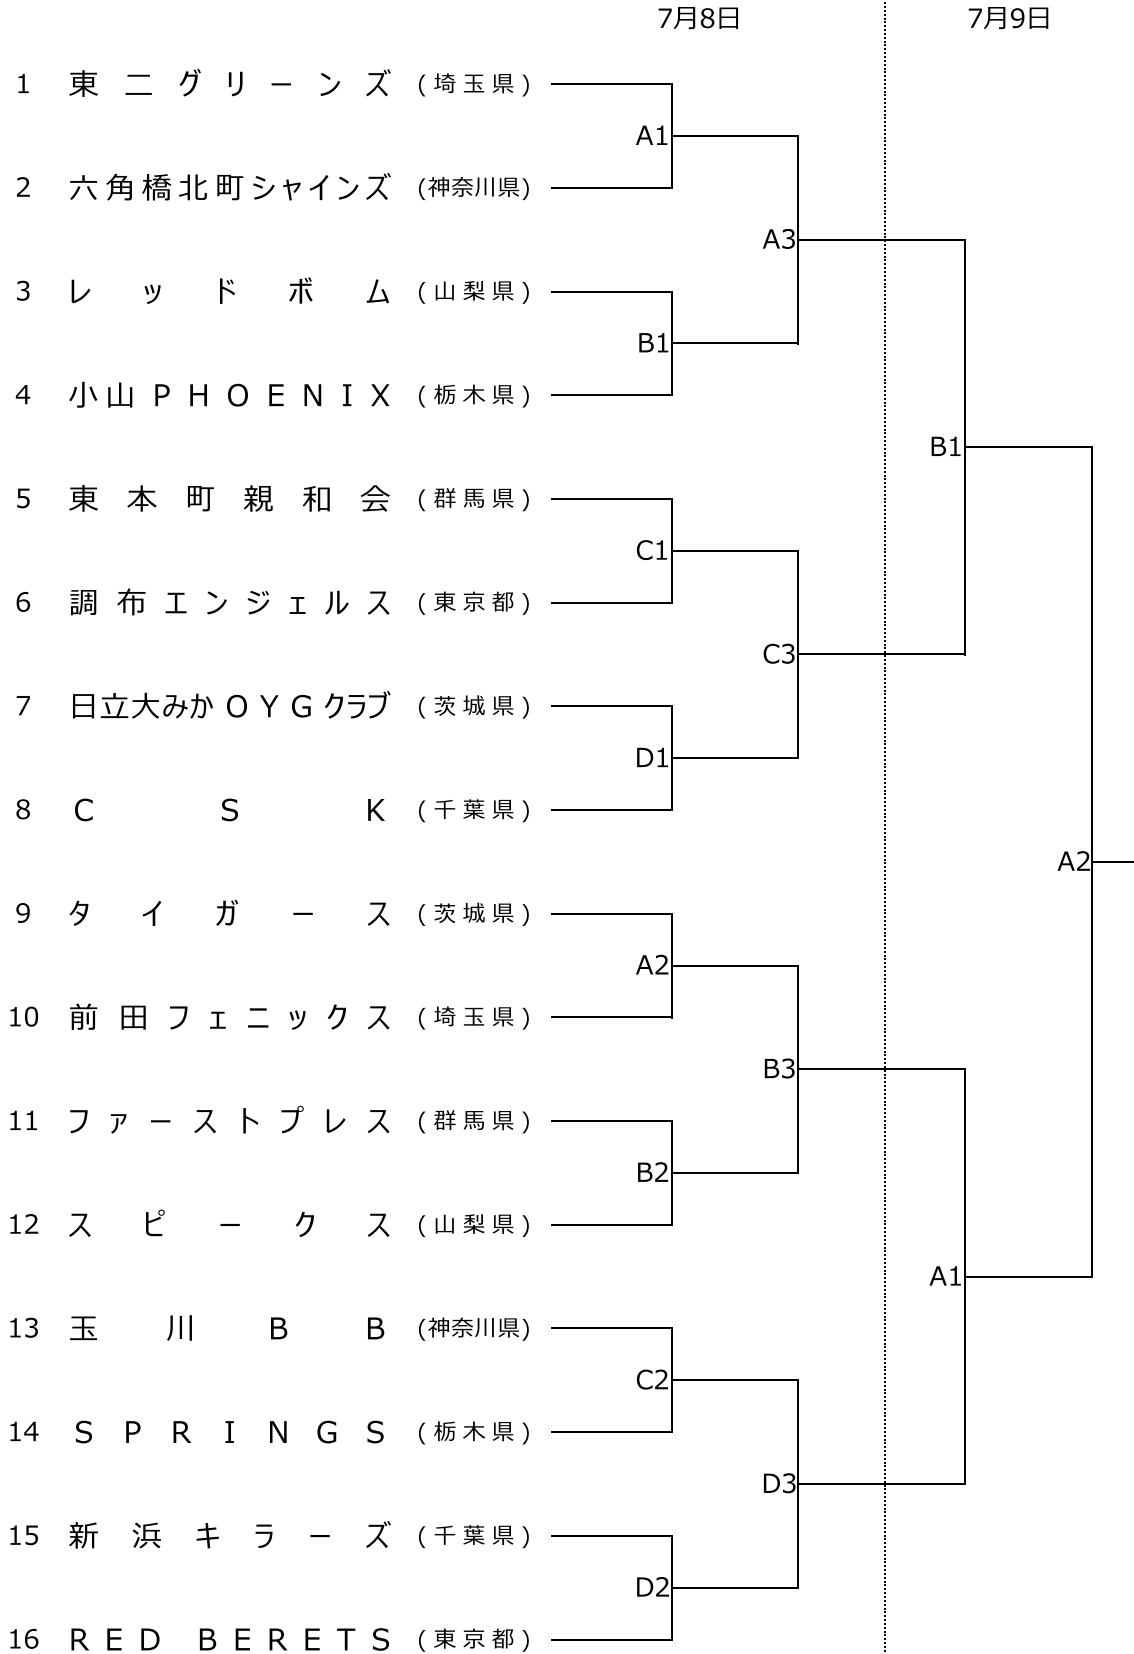 7月8日 7月9日
1 東二グリーンズ (埼玉県)
A1
2 六角橋北町シャインズ (神奈川県)
A3
3 レッドボム (山梨県)
B1
4 小山PHOENIX (栃木県)
B1
5 東本町親和会 (群馬県)
C1
6 調布エンジェルス (東京都)
C3
7 日立大みかOYGクラブ (茨城県)
D1
8 CSK (千葉県)
A2
9 タイガース (茨城県)
A2
10 前田フェニックス (埼玉県)
B3
11 ファーストプレス (群馬県)
B2
12 スピークス (山梨県)
A1
13 玉川BB (神奈川県)
C2
14 SPRINGS (栃木県)
D3
15 新浜キラーズ (千葉県)
D2
16 RED BERETS (東京都)